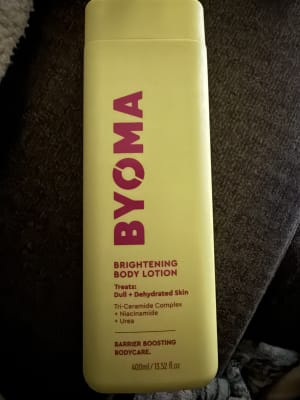 BYOMA
BRIGHTENING
BODY LOTION
Treats:
Dull + Dehydrated Skin
Tri-Ceramide Complex
+ Niacinamide
+ Urea
BARRIER BOOSTING
BODYCARE.
400ml/13.52 fl oz